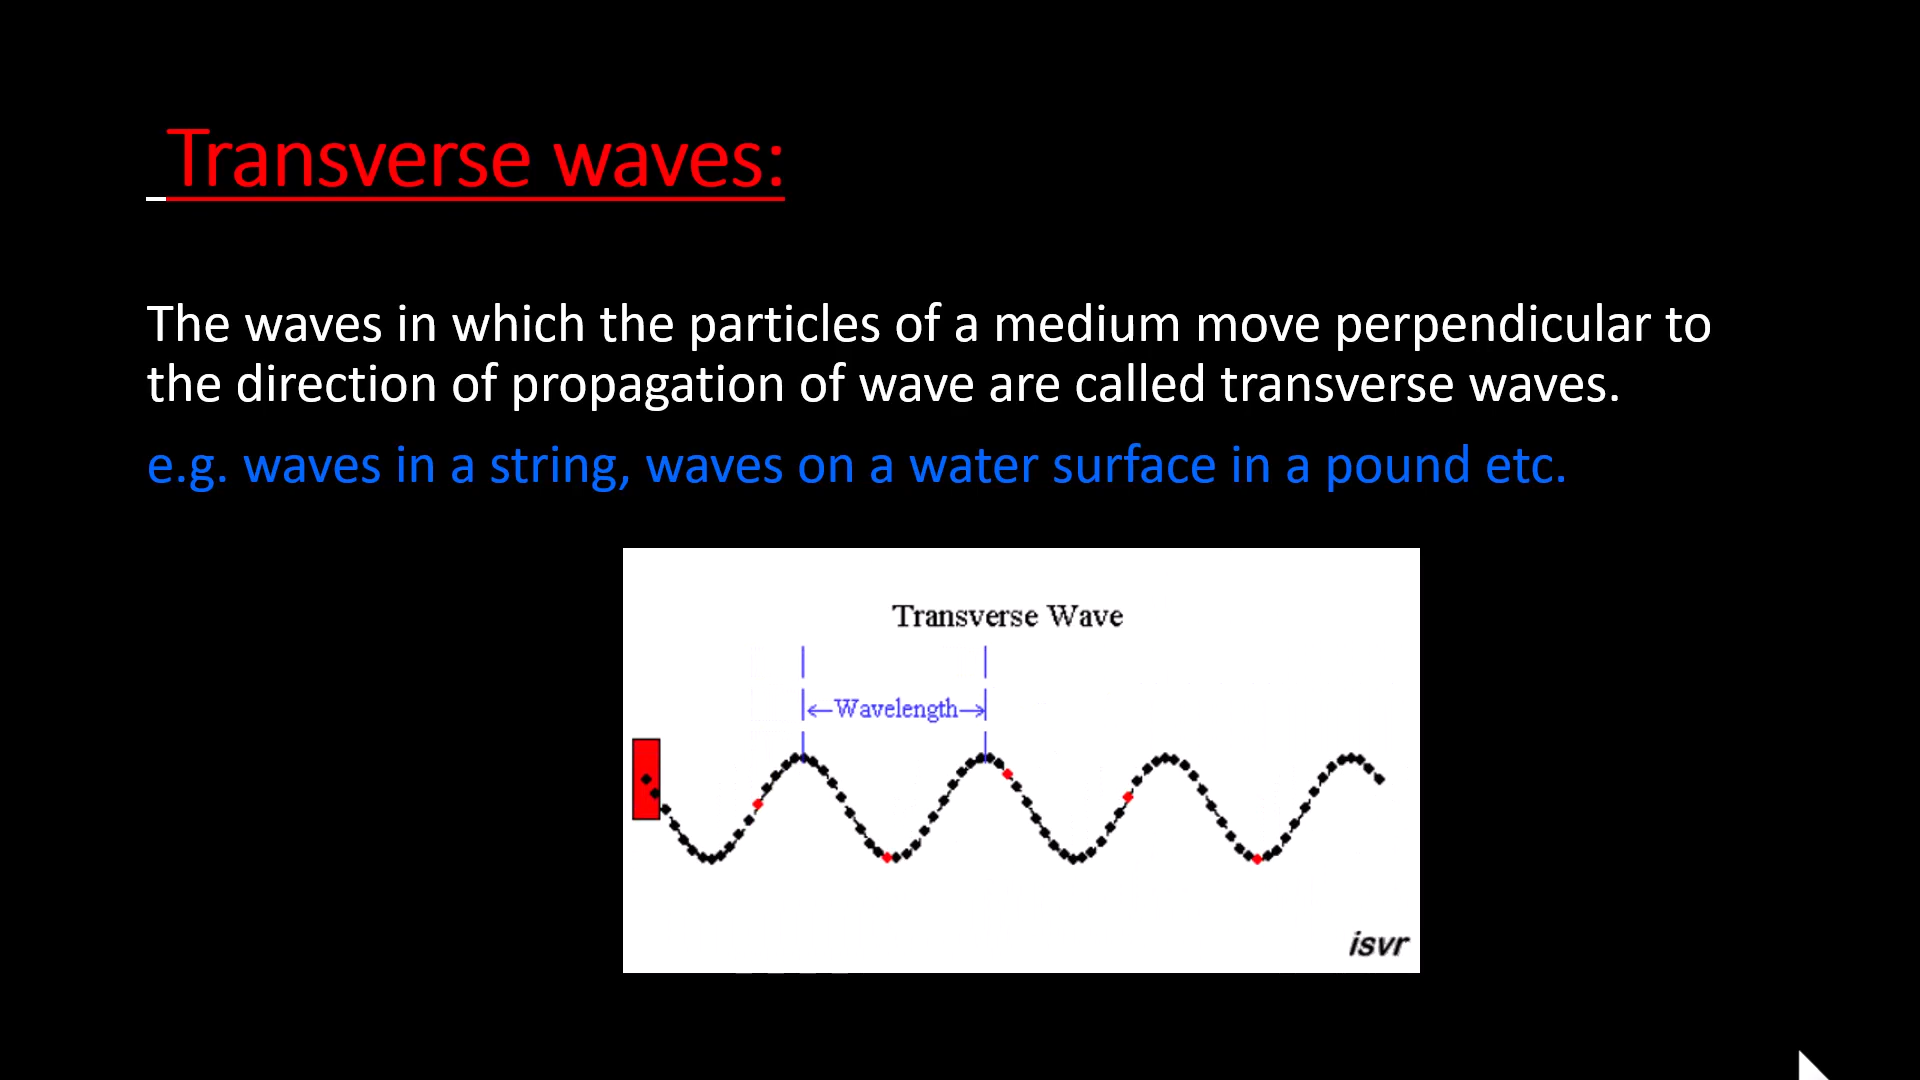 Transverse waves:
The waves in which the particles of a medium move perpendicular to
the direction of propagation of wave are called transverse waves.
e.g. waves in a string, waves on a water surface in a pound etc.
Transverse Wave
←Wavelength→
isvr